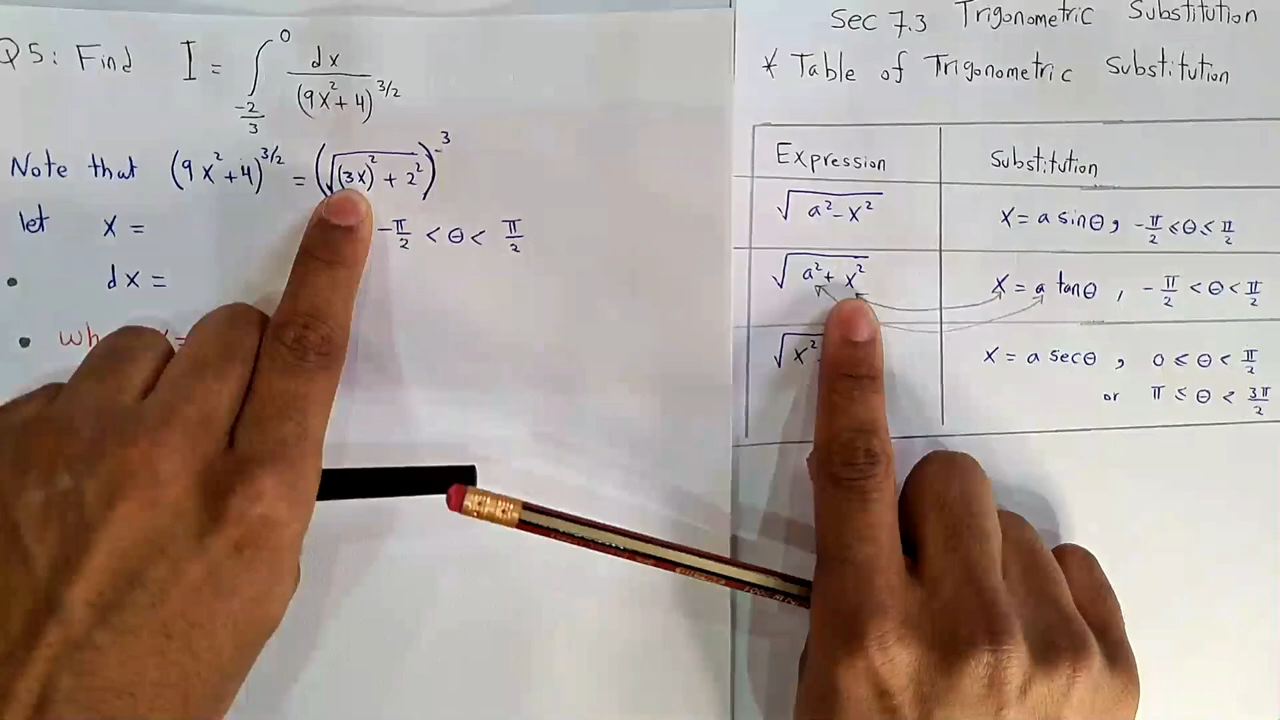 Q5: Find I = ∫_{-2/3}^{0} dx / (9x²+4)^{3/2}
Note that (9x²+4)^{3/2} = (√((3x)²+2²))^{-3}
let x = -π/2 < θ < π/2
• dx =
• wh
Sec 7.3 Trigonometric Substitution
* Table of Trigonometric Substitution
Expression Substitution
√(a²-x²) x = a sinθ, -π/2 ≤ θ ≤ π/2
√(a²+x²) x = a tanθ, -π/2 < θ < π/2
√x² x = a secθ, 0 ≤ θ < π/2
or π ≤ θ < 3π/2